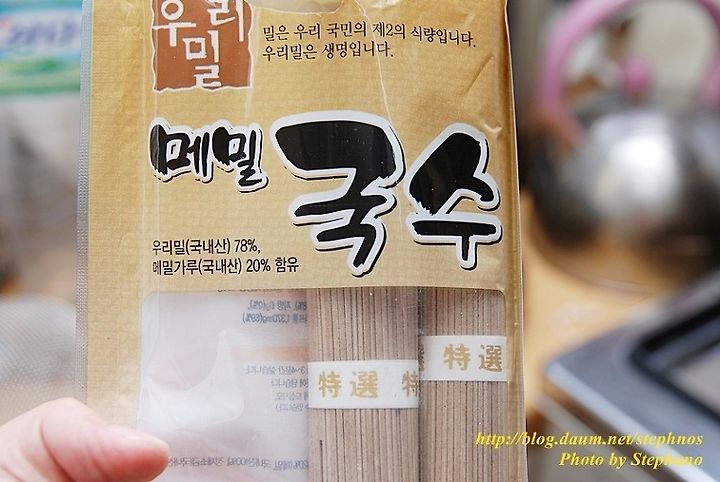 우리
밀
밀은 우리 국민의 제2의 식량입니다.
우리밀은 생명입니다.
메밀 국수
우리밀(국내산) 78%,
메밀가루(국내산) 20% 함유
特選 特
特選
http://blog.daum.net/stephnos
Photo by Stephano